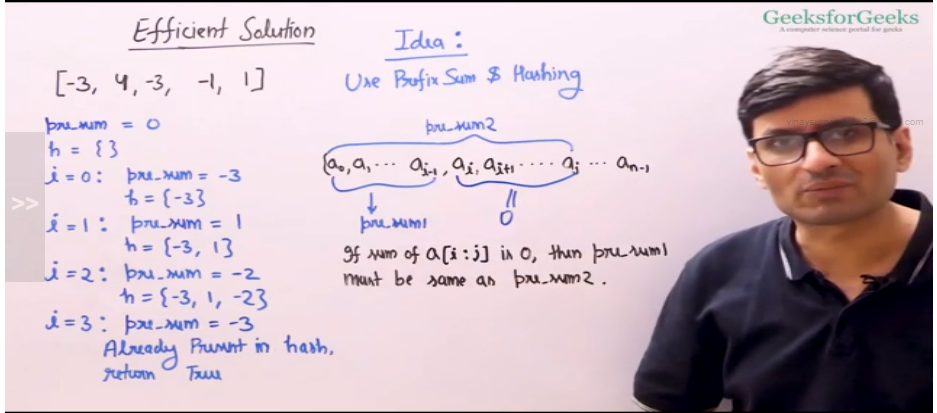 GeeksforGeeks
A computer science portal for geeks
Efficient Solution
[-3, 4, -3, -1, 1]
pre_sum = 0
h = { }
i=0: pre_sum = -3
h = {-3}
i=1: pre_sum = 1
h = {-3, 1}
i=2: pre_sum = -2
h = {-3, 1, -2}
i=3: pre_sum = -3
Already Present in hash,
return True
Idea:
Use Prefix Sum $ Hashing
pre_sum2
{a₀, a₁ ... aᵢ₋₁, aᵢ, aᵢ₊₁ .... aⱼ ... aₙ₋₁
pre_sum1
0
If sum of a[i:j] is 0, then pre_sum1
must be same as pre_sum2.
>>
.com